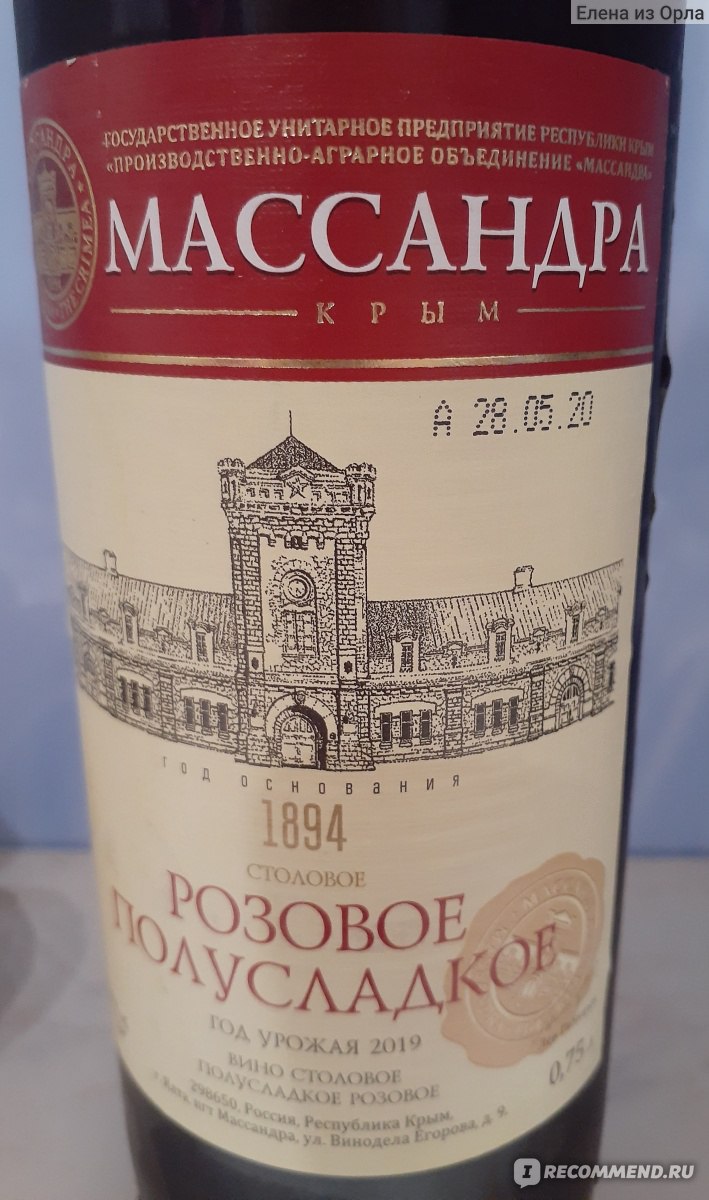 Елена из Орла
ГОСУДАРСТВЕННОЕ УНИТАРНОЕ ПРЕДПРИЯТИЕ РЕСПУБЛИКИ КРЫМ
«ПРОИЗВОДСТВЕННО-АГРАРНОЕ ОБЪЕДИНЕНИЕ «МАССАНДРА»
МАССАНДРА
КРЫМ
А 28.05.20
год основания
1894
СТОЛОВОЕ
РОЗОВОЕ
ПОЛУСЛАДКОЕ
ГОД УРОЖАЯ 2019
ВИНО СТОЛОВОЕ
ПОЛУСЛАДКОЕ РОЗОВОЕ
0,75 л
298650, Россия, Республика Крым,
г. Ялта, пгт Массандра, ул. Винодела Егорова, д. 9.
IRECOMMEND.RU